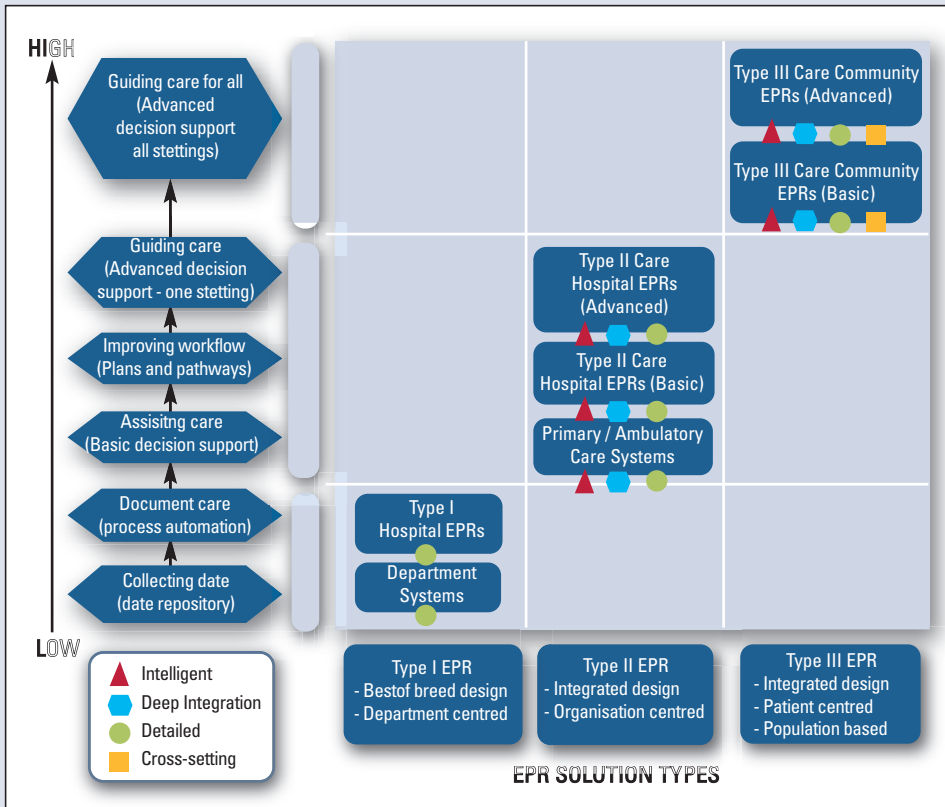 HIGH
Guiding care for all
(Advanced
decision support
all stettings)
Guiding care
(Advanced decision
support - one stetting)
Improving workflow
(Plans and pathways)
Assisitng care
(Basic decision support)
Document care
(process automation)
Collecting date
(date repository)
LOW
Type III Care Community
EPRs (Advanced)
Type III Care Community
EPRs (Basic)
Type II Care
Hospital EPRs
(Advanced)
Type II Care
Hospital EPRs (Basic)
Primary / Ambulatory
Care Systems
Type I
Hospital EPRs
Department
Systems
Intelligent
Deep Integration
Detailed
Cross-setting
Type I EPR
- Bestof breed design
- Department centred
Type II EPR
- Integrated design
- Organisation centred
Type III EPR
- Integrated design
- Patient centred
- Population based
EPR SOLUTION TYPES